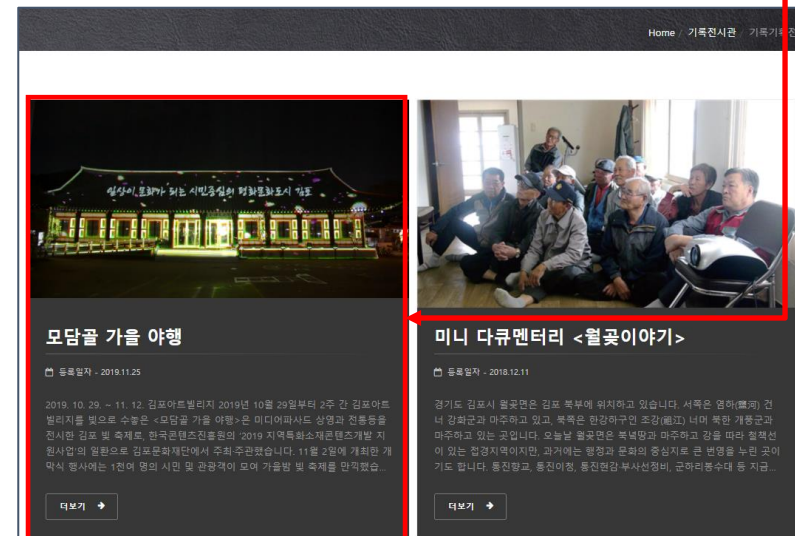 Home / 기록전시관 / 기록기록전
일상이 문화가 되는 시민중심의 평화문화도시 김포
모담골 가을 야행
등록일자 - 2019.11.25
2019. 10. 29. ~ 11. 12. 김포아트빌리지 2019년 10월 29일부터 2주 간 김포아트
빌리지를 빛으로 수놓은 <모담골 가을 야행>은 미디어파사드 상영과 전통등을
전시한 김포 빛 축제로, 한국콘텐츠진흥원의 '2019 지역특화소재콘텐츠개발 지
원사업'의 일환으로 김포문화재단에서 주최·주관했습니다. 11월 2일에 개최한 개
막식 행사에는 1천여 명의 시민 및 관광객이 모여 가을밤 빛 축제를 만끽했습...
더보기
미니 다큐멘터리 <월곶이야기>
등록일자 - 2018.12.11
경기도 김포시 월곶면은 김포 북부에 위치하고 있습니다. 서쪽은 염하(鹽河) 건
너 강화군과 마주하고 있고, 북쪽은 한강하구인 조강(祖江) 너머 북한 개풍군과
마주하고 있는 곳입니다. 오늘날 월곶면은 북녘땅과 마주하고 강을 따라 철책선
이 있는 접경지역이지만, 과거에는 행정과 문화의 중심지로 큰 번영을 누린 곳이
기도 합니다. 통진향교, 통진이청, 통진현감 부사선정비, 군하리봉수대 등 지금...
더보기